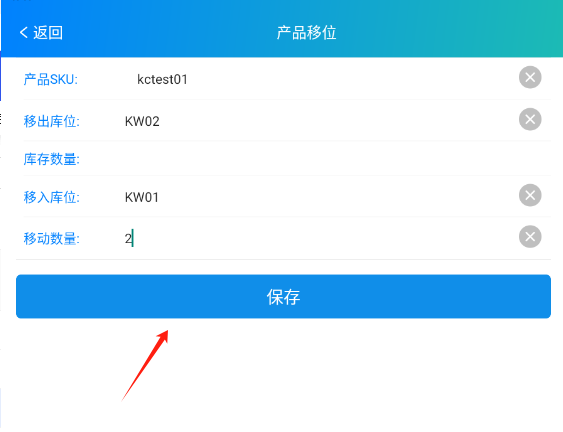 返回 产品移位
产品SKU: kctest01
移出库位: KW02
库存数量:
移入库位: KW01
移动数量: 2
保存